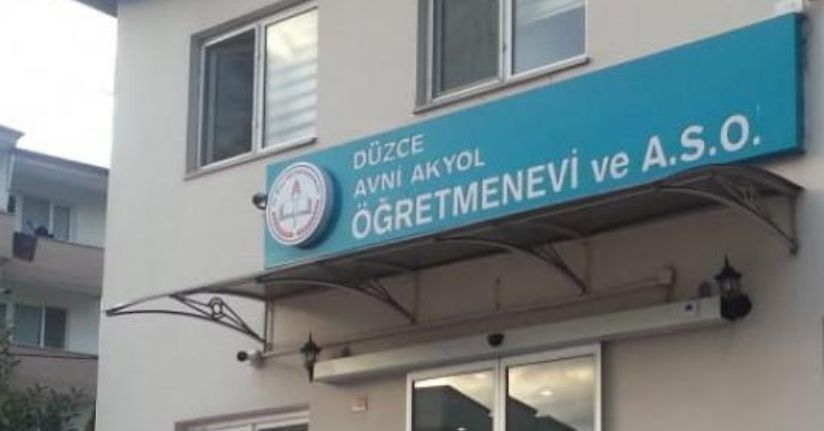 DÜZCE
AVNİ AKYOL
ÖĞRETMENEVİ ve A.S.O.